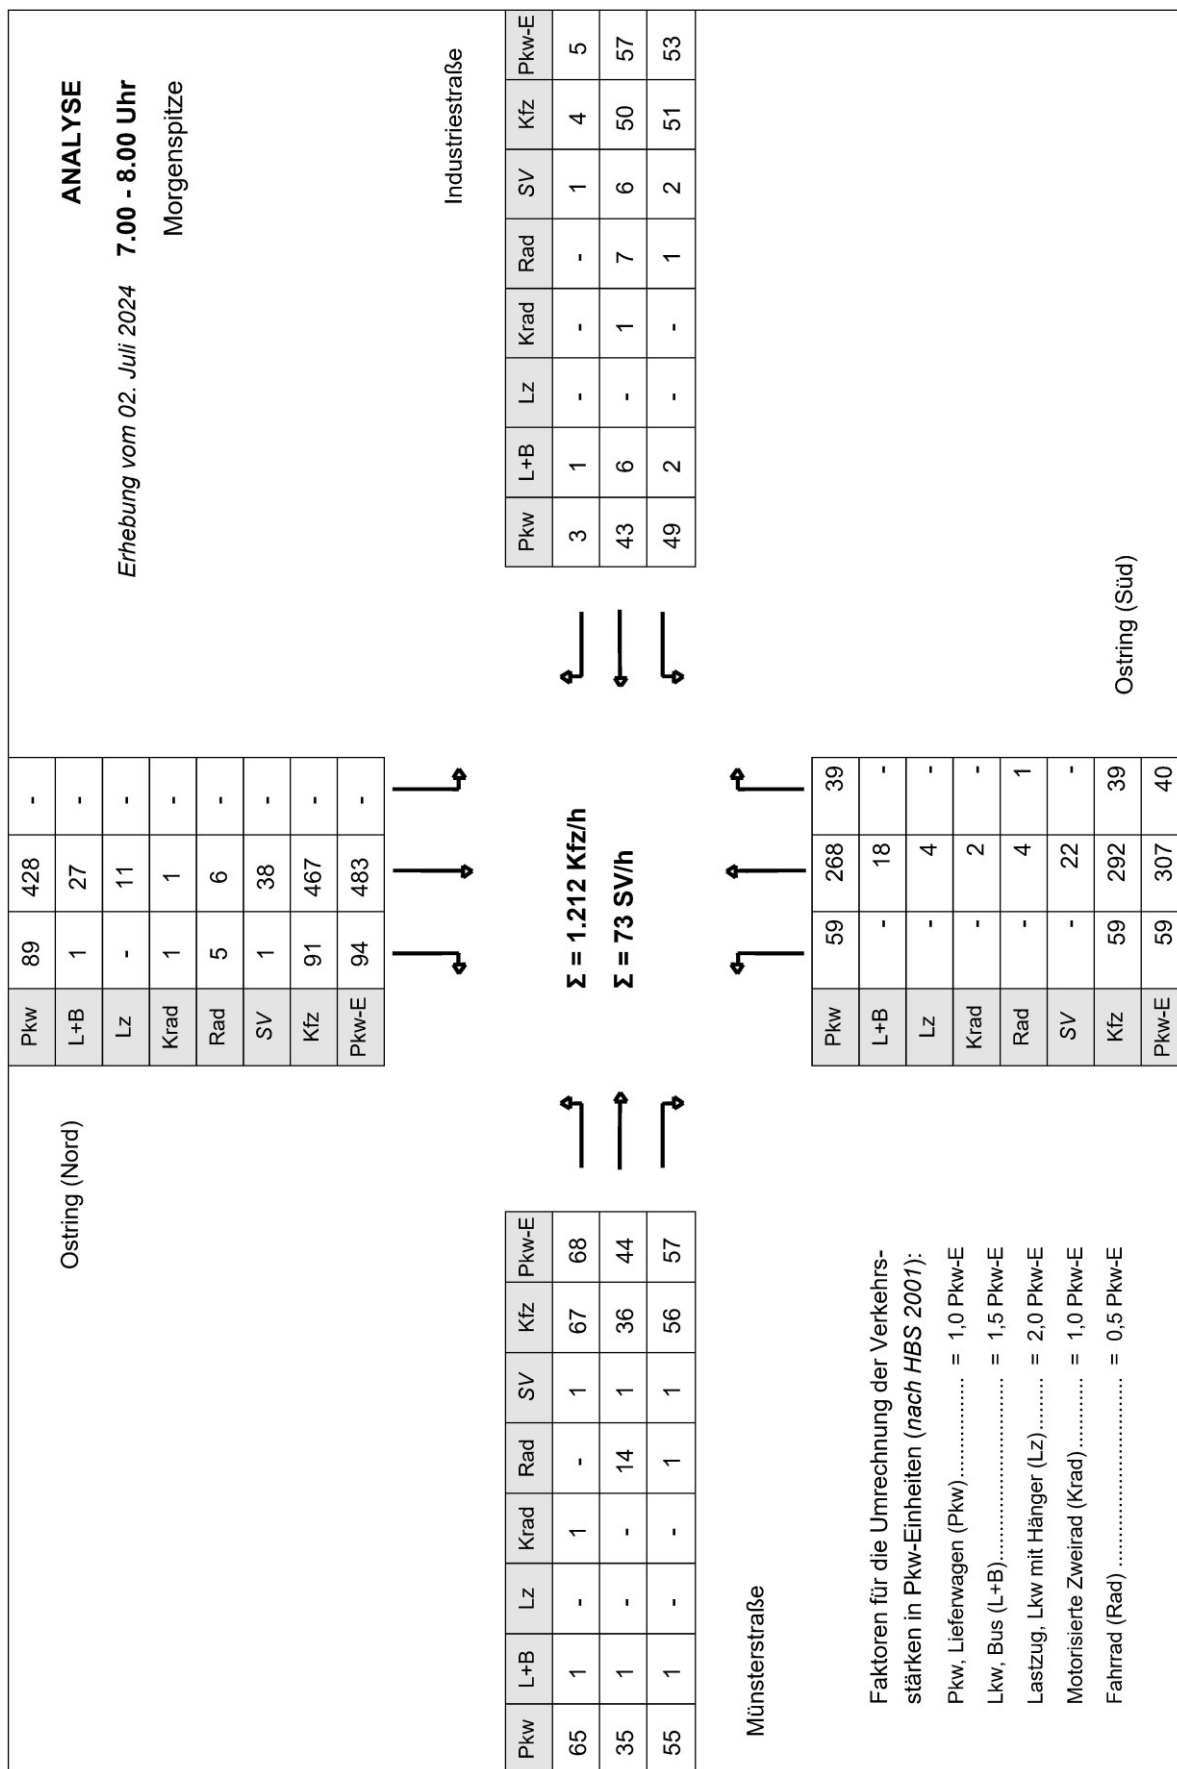 Ostring (Nord)
Pkw 89 428 -
L+B 1 27 -
Lz - 11 -
Krad 1 1 -
Rad 5 6 -
SV 1 38 -
Kfz 91 467 -
Pkw-E 94 483 -
ANALYSE
Erhebung vom 02. Juli 2024 7.00 - 8.00 Uhr
Morgenspitze
Industriestraße
Pkw L+B Lz Krad Rad SV Kfz Pkw-E
3 1 - - - 1 4 5
43 6 - 1 7 6 50 57
49 2 - - 1 2 51 53
Σ = 1.212 Kfz/h
Σ = 73 SV/h
Pkw L+B Lz Krad Rad SV Kfz Pkw-E
65 1 - 1 - 1 67 68
35 1 - - 14 1 36 44
55 1 - - 1 1 56 57
Münsterstraße
Pkw 59 268 39
L+B - 18 -
Lz - 4 -
Krad - 2 -
Rad - 4 1
SV - 22 -
Kfz 59 292 39
Pkw-E 59 307 40
Ostring (Süd)
Faktoren für die Umrechnung der Verkehrs-
stärken in Pkw-Einheiten (nach HBS 2001):
Pkw, Lieferwagen (Pkw)................. = 1,0 Pkw-E
Lkw, Bus (L+B)................................. = 1,5 Pkw-E
Lastzug, Lkw mit Hänger (Lz)......... = 2,0 Pkw-E
Motorisierte Zweirad (Krad)............ = 1,0 Pkw-E
Fahrrad (Rad) .................................. = 0,5 Pkw-E